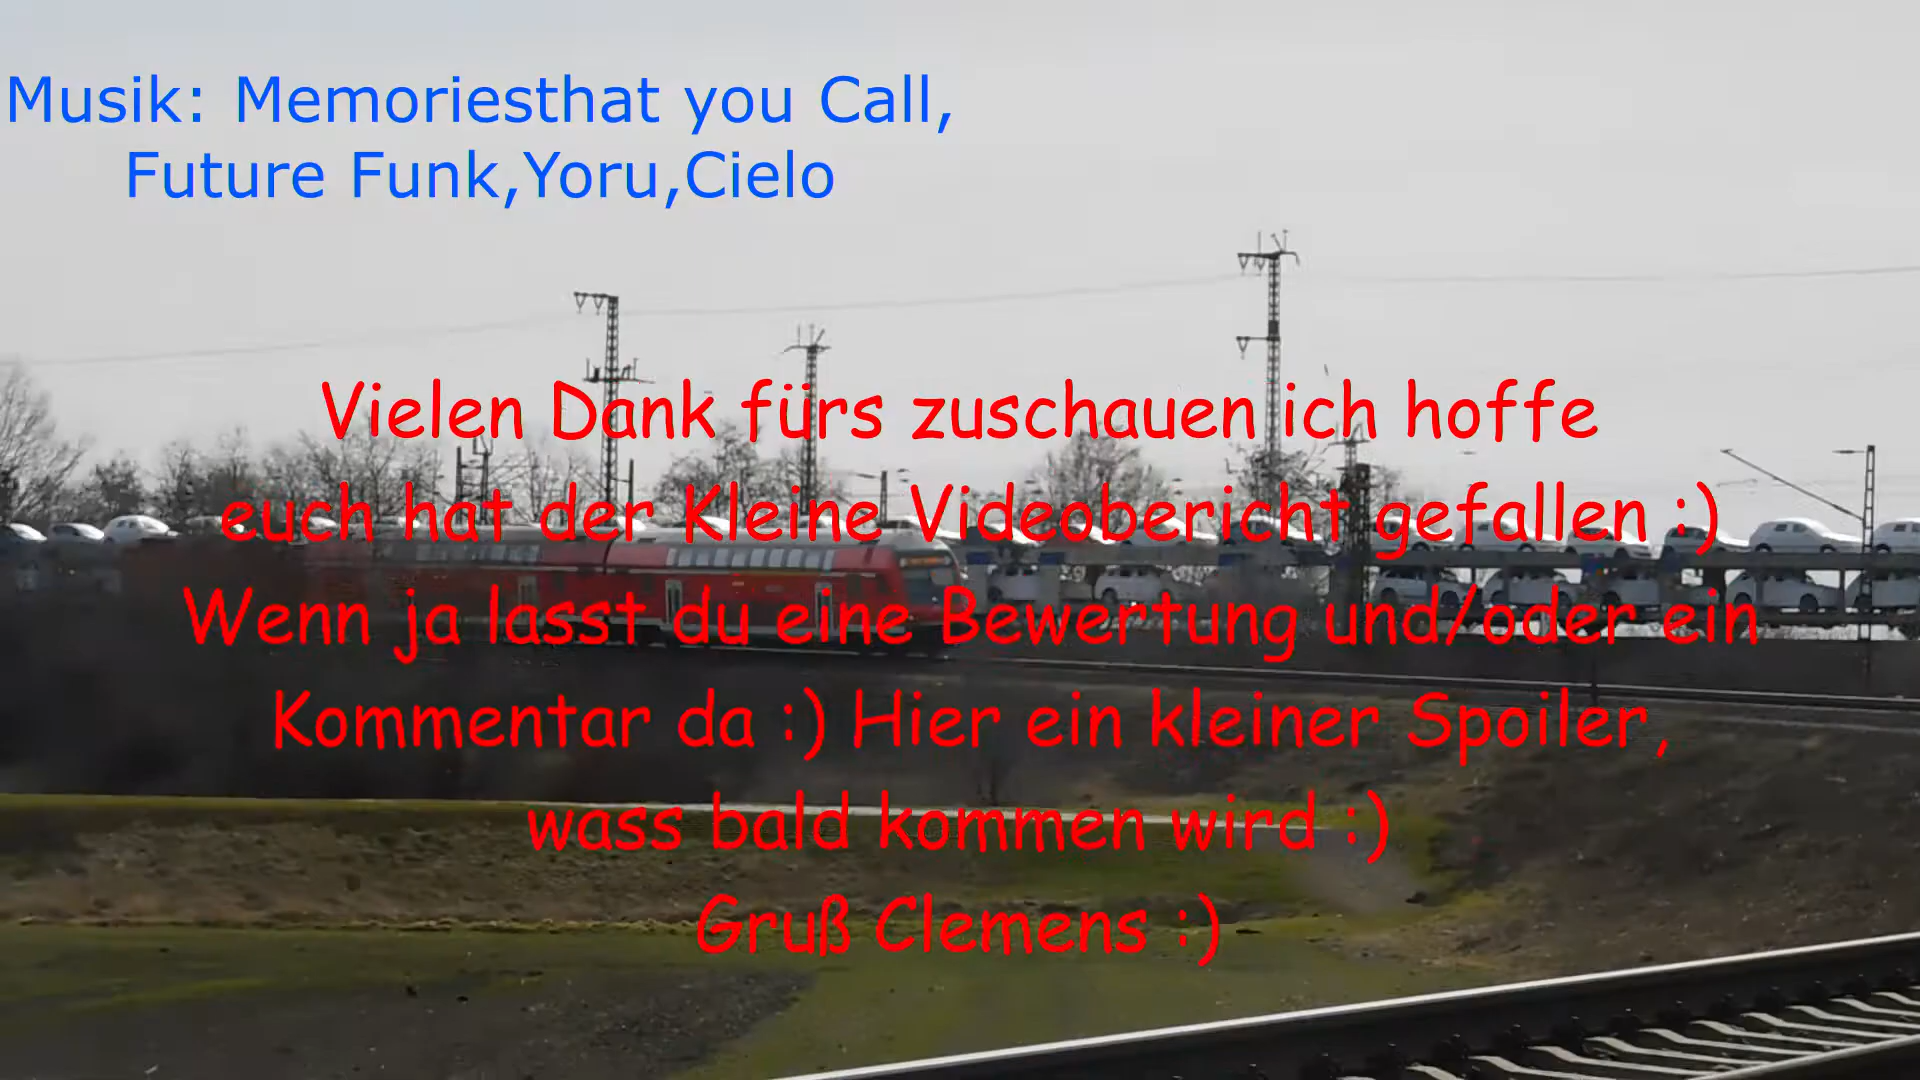 Musik: Memoriesthat you Call,
Future Funk,Yoru,Cielo
Vielen Dank fürs zuschauen ich hoffe
euch hat der Kleine Videobericht gefallen :)
Wenn ja lasst du eine Bewertung und/oder ein
Kommentar da :) Hier ein kleiner Spoiler,
wass bald kommen wird :)
Gruß Clemens :)